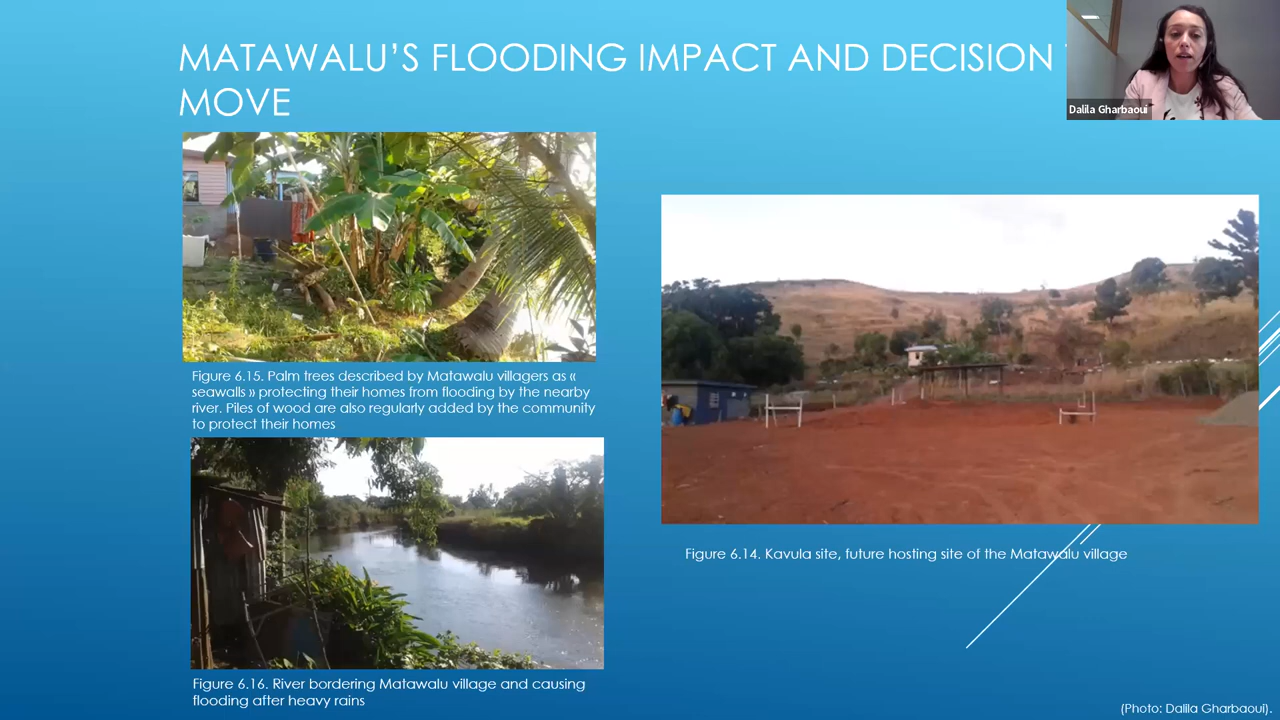 MATAWALU'S FLOODING IMPACT AND DECISION
MOVE
Dalila Gharbaoui
Figure 6.15. Palm trees described by Matawalu villagers as «
seawalls » protecting their homes from flooding by the nearby
river. Piles of wood are also regularly added by the community
to protect their homes
Figure 6.14. Kavula site, future hosting site of the Matawalu village
Figure 6.16. River bordering Matawalu village and causing
flooding after heavy rains
(Photo: Dalila Gharbaoui).